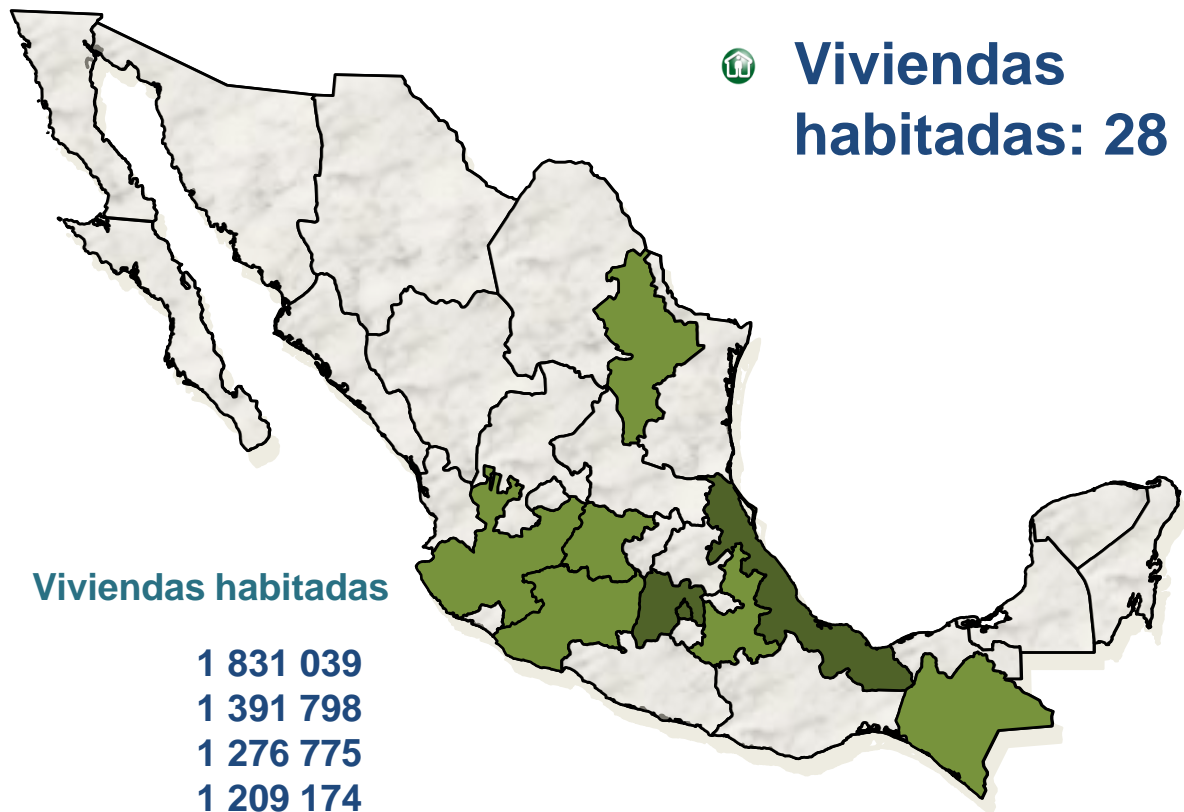 Viviendas
habitadas: 28
Viviendas habitadas
1 831 039
1 391 798
1 276 775
1 209 174